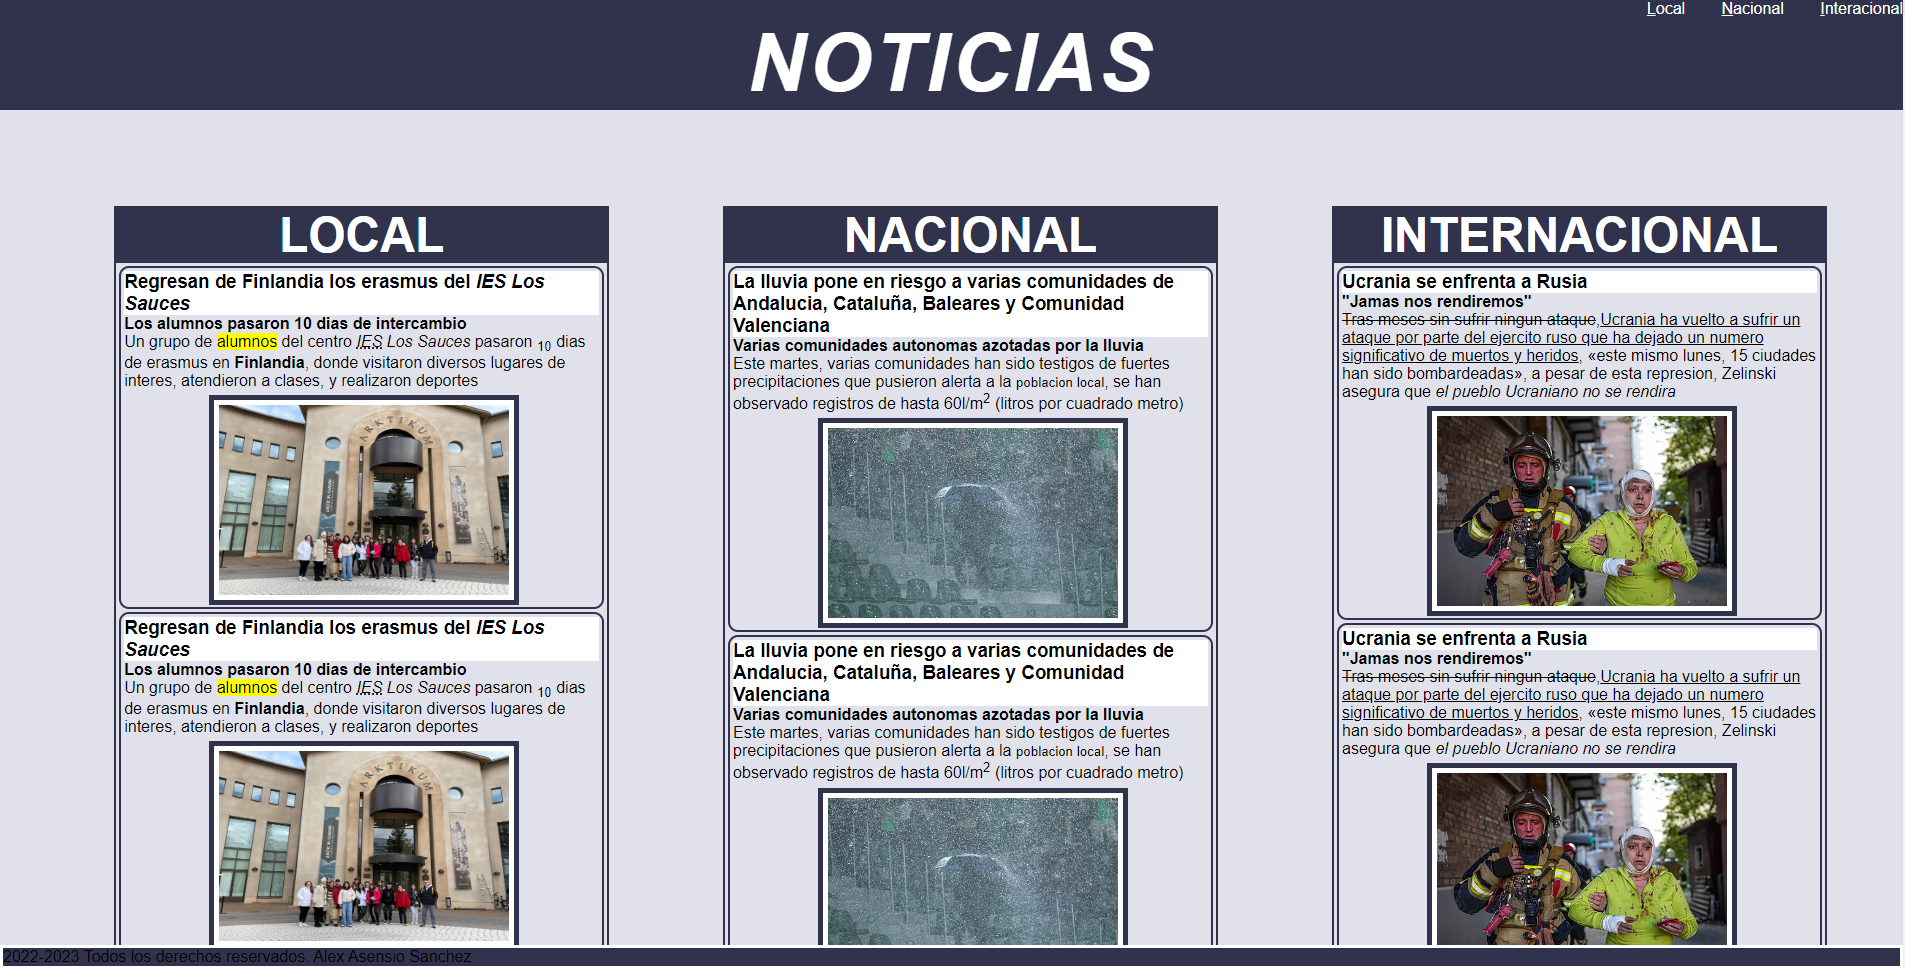 Local Nacional Interacional
NOTICIAS
LOCAL
Regresan de Finlandia los erasmus del IES Los
Sauces
Los alumnos pasaron 10 dias de intercambio
Un grupo de alumnos del centro IES Los Sauces pasaron 10 dias
de erasmus en Finlandia, donde visitaron diversos lugares de
interes, atendieron a clases, y realizaron deportes
ARKTIKUM
Regresan de Finlandia los erasmus del IES Los
Sauces
Los alumnos pasaron 10 dias de intercambio
Un grupo de alumnos del centro IES Los Sauces pasaron 10 dias
de erasmus en Finlandia, donde visitaron diversos lugares de
interes, atendieron a clases, y realizaron deportes
ARKTIKUM
NACIONAL
La lluvia pone en riesgo a varias comunidades de
Andalucia, Cataluña, Baleares y Comunidad
Valenciana
Varias comunidades autonomas azotadas por la lluvia
Este martes, varias comunidades han sido testigos de fuertes
precipitaciones que pusieron alerta a la poblacion local, se han
observado registros de hasta 60l/m2 (litros por cuadrado metro)
La lluvia pone en riesgo a varias comunidades de
Andalucia, Cataluña, Baleares y Comunidad
Valenciana
Varias comunidades autonomas azotadas por la lluvia
Este martes, varias comunidades han sido testigos de fuertes
precipitaciones que pusieron alerta a la poblacion local, se han
observado registros de hasta 60l/m2 (litros por cuadrado metro)
INTERNACIONAL
Ucrania se enfrenta a Rusia
"Jamas nos rendiremos"
Tras meses sin sufrir ningun ataque,Ucrania ha vuelto a sufrir un
ataque por parte del ejercito ruso que ha dejado un numero
significativo de muertos y heridos, «este mismo lunes, 15 ciudades
han sido bombardeadas», a pesar de esta represion, Zelinski
asegura que el pueblo Ucraniano no se rendira
Ucrania se enfrenta a Rusia
"Jamas nos rendiremos"
Tras meses sin sufrir ningun ataque,Ucrania ha vuelto a sufrir un
ataque por parte del ejercito ruso que ha dejado un numero
significativo de muertos y heridos, «este mismo lunes, 15 ciudades
han sido bombardeadas», a pesar de esta represion, Zelinski
asegura que el pueblo Ucraniano no se rendira
2022-2023 Todos los derechos reservados. Alex Asensio Sanchez